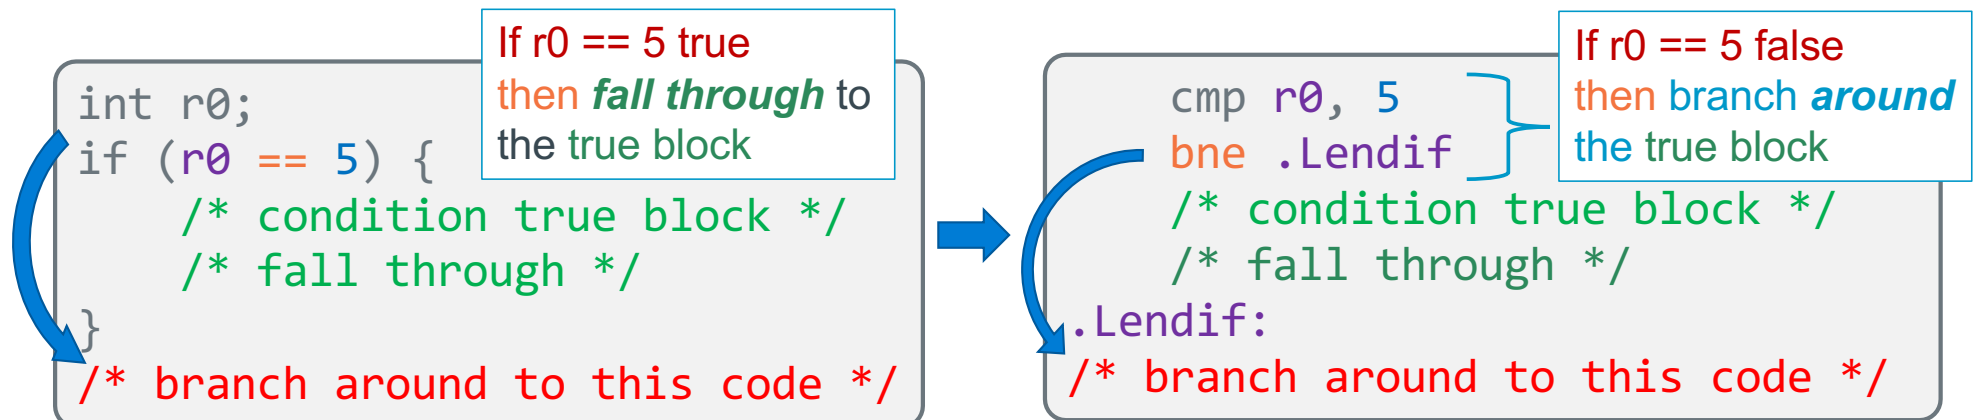 If r0 == 5 true
then fall through to
the true block
int r0;
if (r0 == 5) {
    /* condition true block */
    /* fall through */
}
/* branch around to this code */
If r0 == 5 false
then branch around
the true block
    cmp r0, 5
    bne .Lendif
    /* condition true block */
    /* fall through */
.Lendif:
/* branch around to this code */